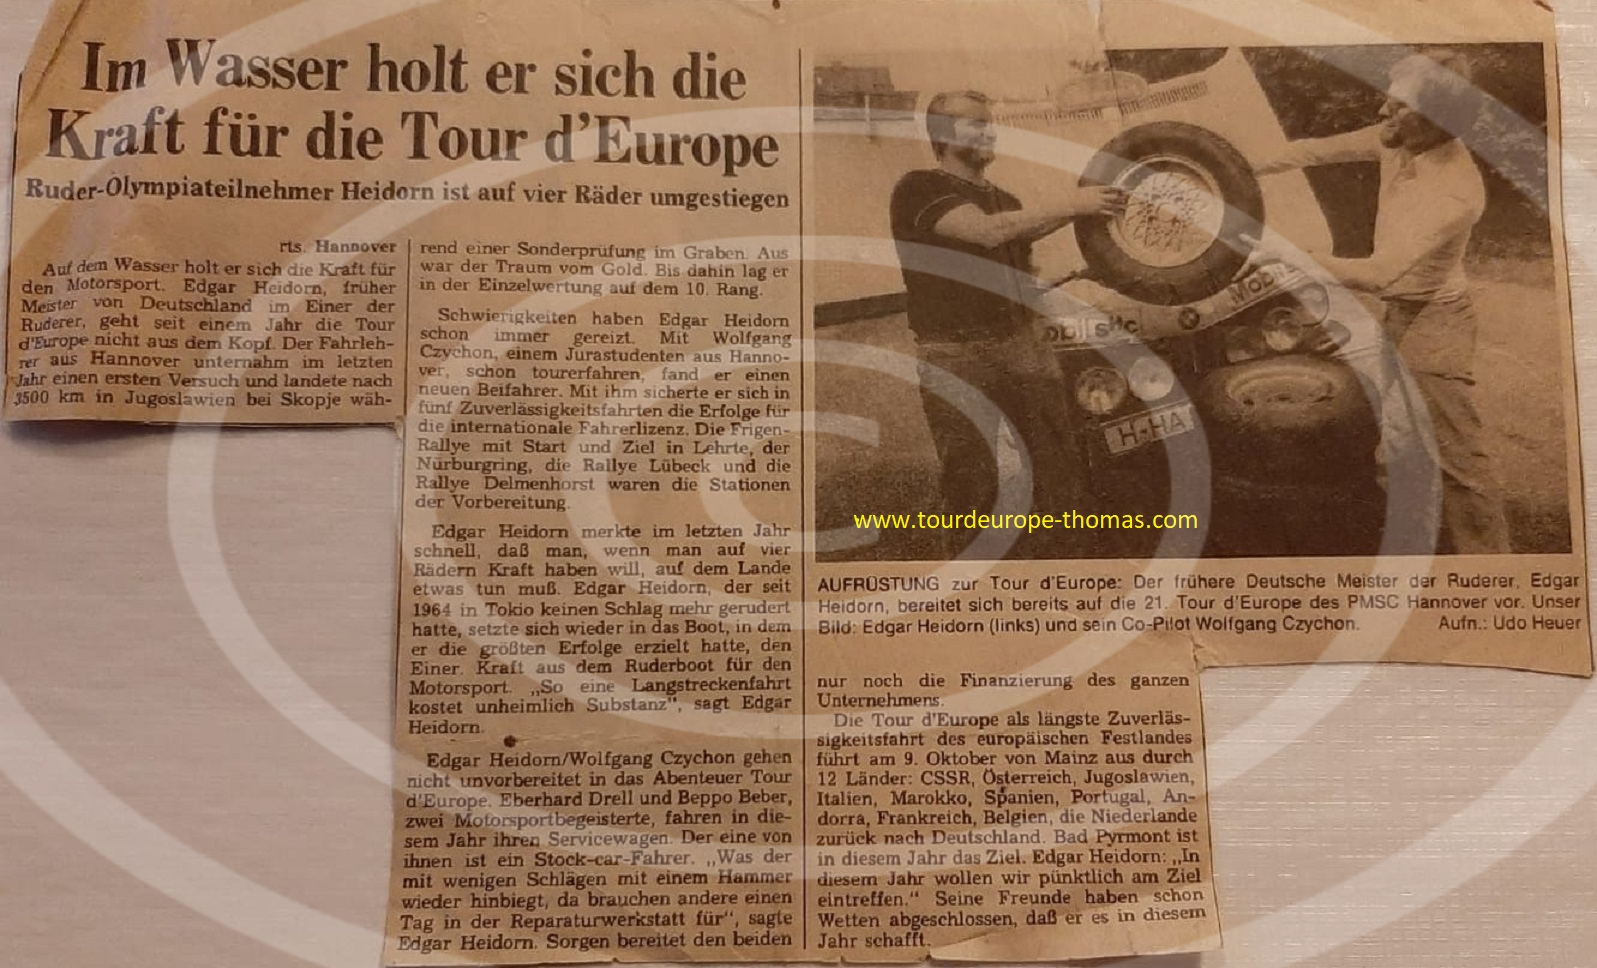 Im Wasser holt er sich die
Kraft für die Tour d'Europe
Ruder-Olympiateilnehmer Heidorn ist auf vier Räder umgestiegen
rts. Hannover
Auf dem Wasser holt er sich die Kraft für
den Motorsport. Edgar Heidorn, früher
Meister von Deutschland im Einer der
Ruderer, geht seit einem Jahr die Tour
d'Europe nicht aus dem Kopf. Der Fahrleh-
rer aus Hannover unternahm im letzten
Jahr einen ersten Versuch und landete nach
3500 km in Jugoslawien bei Skopje wäh-
rend einer Sonderprüfung im Graben. Aus
war der Traum vom Gold. Bis dahin lag er
in der Einzelwertung auf dem 10. Rang.
Schwierigkeiten haben Edgar Heidorn
schon immer gereizt. Mit Wolfgang
Czychon, einem Jurastudenten aus Hanno-
ver, schon tourerfahren, fand er einen
neuen Beifahrer. Mit ihm sicherte er sich in
fünf Zuverlässigkeitsfahrten die Erfolge für
die internationale Fahrerlizenz. Die Frigen-
Rallye mit Start und Ziel in Lehrte, der
Nürburgring, die Rallye Lübeck und die
Rallye Delmenhorst waren die Stationen
der Vorbereitung.
Edgar Heidorn merkte im letzten Jahr
schnell, daß man, wenn man auf vier
Rädern Kraft haben will, auf dem Lande
etwas tun muß. Edgar Heidorn, der seit
1964 in Tokio keinen Schlag mehr gerudert
hatte, setzte sich wieder in das Boot, in dem
er die größten Erfolge erzielt hatte, den
Einer. Kraft aus dem Ruderboot für den
Motorsport. „So eine Langstreckenfahrt
kostet unheimlich Substanz", sagt Edgar
Heidorn.
Edgar Heidorn/Wolfgang Czychon gehen
nicht unvorbereitet in das Abenteuer Tour
d'Europe. Eberhard Drell und Beppo Beber,
zwei Motorsportbegeisterte, fahren in die-
sem Jahr ihren Servicewagen. Der eine von
ihnen ist ein Stock-car-Fahrer. „Was der
mit wenigen Schlägen mit einem Hammer
wieder hinbiegt, da brauchen andere einen
Tag in der Reparaturwerkstatt für", sagte
Edgar Heidorn. Sorgen bereitet den beiden
Mobil
H-HA
www.tourdeurope-thomas.com
AUFRÜSTUNG zur Tour d'Europe: Der frühere Deutsche Meister der Ruderer, Edgar
Heidorn, bereitet sich bereits auf die 21. Tour d'Europe des PMSC Hannover vor. Unser
Bild: Edgar Heidorn (links) und sein Co-Pilot Wolfgang Czychon. Aufn.: Udo Heuer
nur noch die Finanzierung des ganzen
Unternehmens.
Die Tour d'Europe als längste Zuverläs-
sigkeitsfahrt des europäischen Festlandes
führt am 9. Oktober von Mainz aus durch
12 Länder: CSSR, Österreich, Jugoslawien,
Italien, Marokko, Spanien, Portugal, An-
dorra, Frankreich, Belgien, die Niederlande
zurück nach Deutschland. Bad Pyrmont ist
in diesem Jahr das Ziel. Edgar Heidorn: „In
diesem Jahr wollen wir pünktlich am Ziel
eintreffen." Seine Freunde haben schon
Wetten abgeschlossen, daß er es in diesem
Jahr schafft.